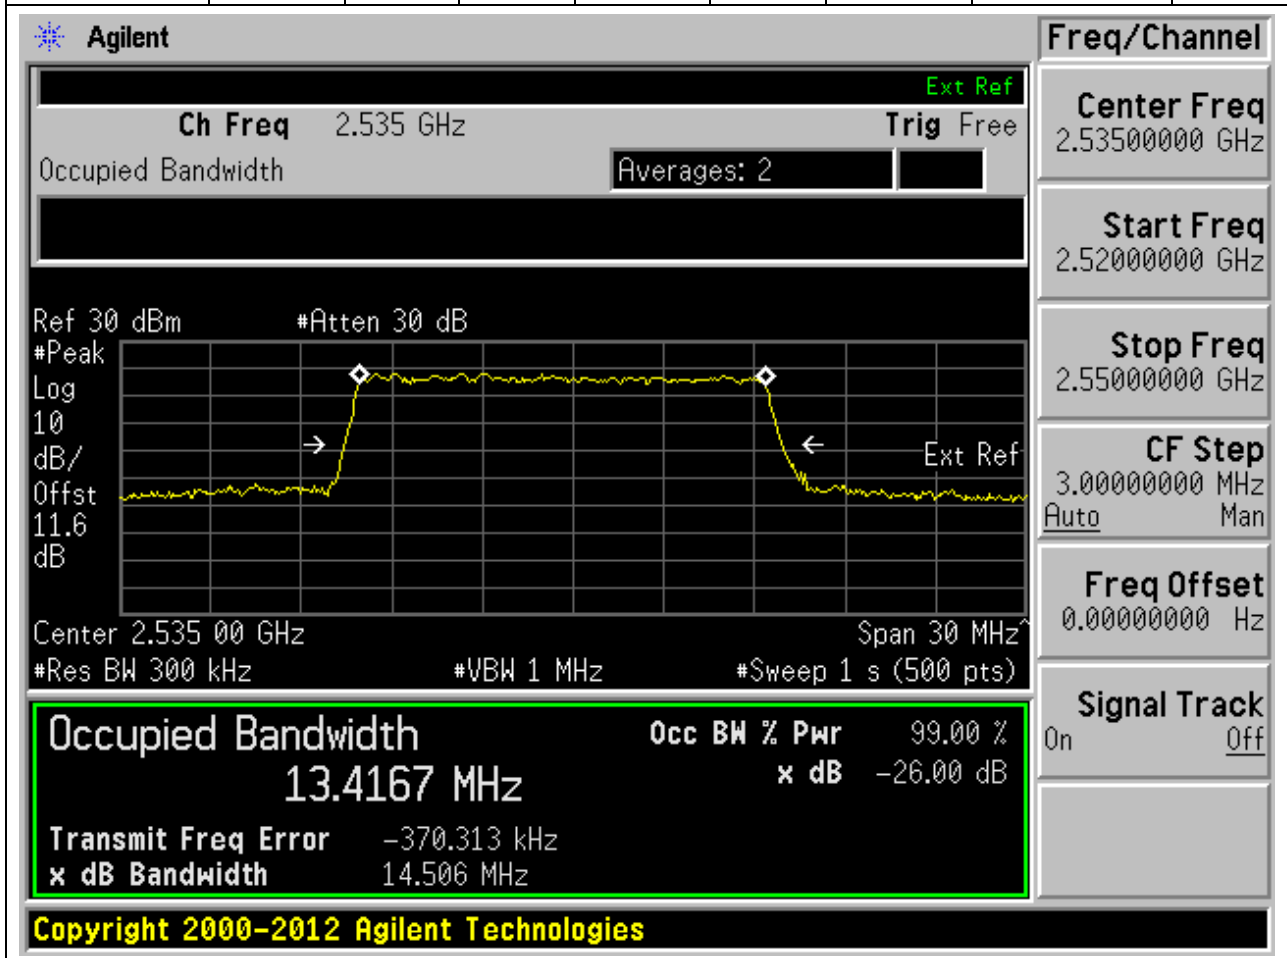 Agilent
Freq/Channel
Ext Ref
Ch Freq 2.535 GHz Trig Free
Occupied Bandwidth Averages: 2
Center Freq
2.53500000 GHz
Start Freq
2.52000000 GHz
Stop Freq
2.55000000 GHz
CF Step
3.00000000 MHz
Auto Man
Freq Offset
0.00000000 Hz
Signal Track
On Off
Ref 30 dBm #Atten 30 dB
#Peak
Log
10
dB/
Offst
11.6
dB
Ext Ref
Center 2.535 00 GHz Span 30 MHz^
#Res BW 300 kHz #VBW 1 MHz #Sweep 1 s (500 pts)
Occupied Bandwidth
13.4167 MHz
Occ BW % Pwr 99.00 %
x dB -26.00 dB
Transmit Freq Error -370.313 kHz
x dB Bandwidth 14.506 MHz
Copyright 2000-2012 Agilent Technologies